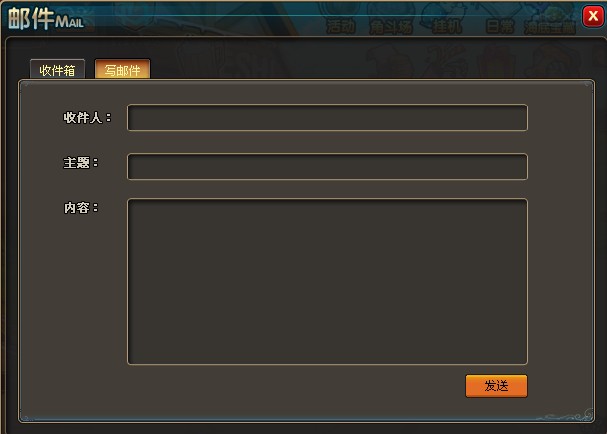 邮件MAIL
活动 角斗场 挂机 日常
X
收件箱 写邮件
收件人：
主题：
内容：
发送